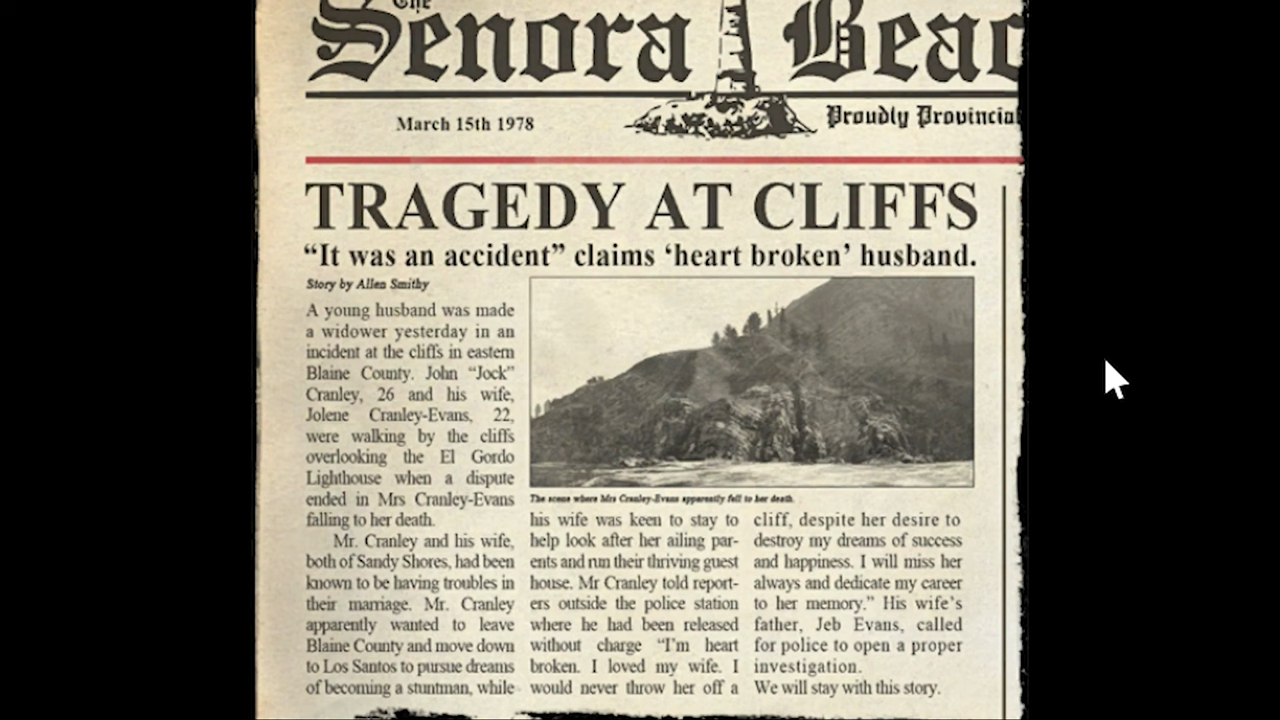 The
Senora Beac
March 15th 1978
Proudly Provincial
TRAGEDY AT CLIFFS
“It was an accident” claims ‘heart broken’ husband.
Story by Allen Smithy
A young husband was made
a widower yesterday in an
incident at the cliffs in eastern
Blaine County. John “Jock”
Cranley, 26 and his wife,
Jolene Cranley-Evans, 22,
were walking by the cliffs
overlooking the El Gordo
Lighthouse when a dispute
ended in Mrs Cranley-Evans
falling to her death.
Mr. Cranley and his wife,
both of Sandy Shores, had been
known to be having troubles in
their marriage. Mr. Cranley
apparently wanted to leave
Blaine County and move down
to Los Santos to pursue dreams
of becoming a stuntman, while
The scene where Mrs Cranley-Evans apparently fell to her death.
his wife was keen to stay to
help look after her ailing par-
ents and run their thriving guest
house. Mr Cranley told report-
ers outside the police station
where he had been released
without charge “I’m heart
broken. I loved my wife. I
would never throw her off a
cliff, despite her desire to
destroy my dreams of success
and happiness. I will miss her
always and dedicate my career
to her memory.” His wife’s
father, Jeb Evans, called
for police to open a proper
investigation.
We will stay with this story.